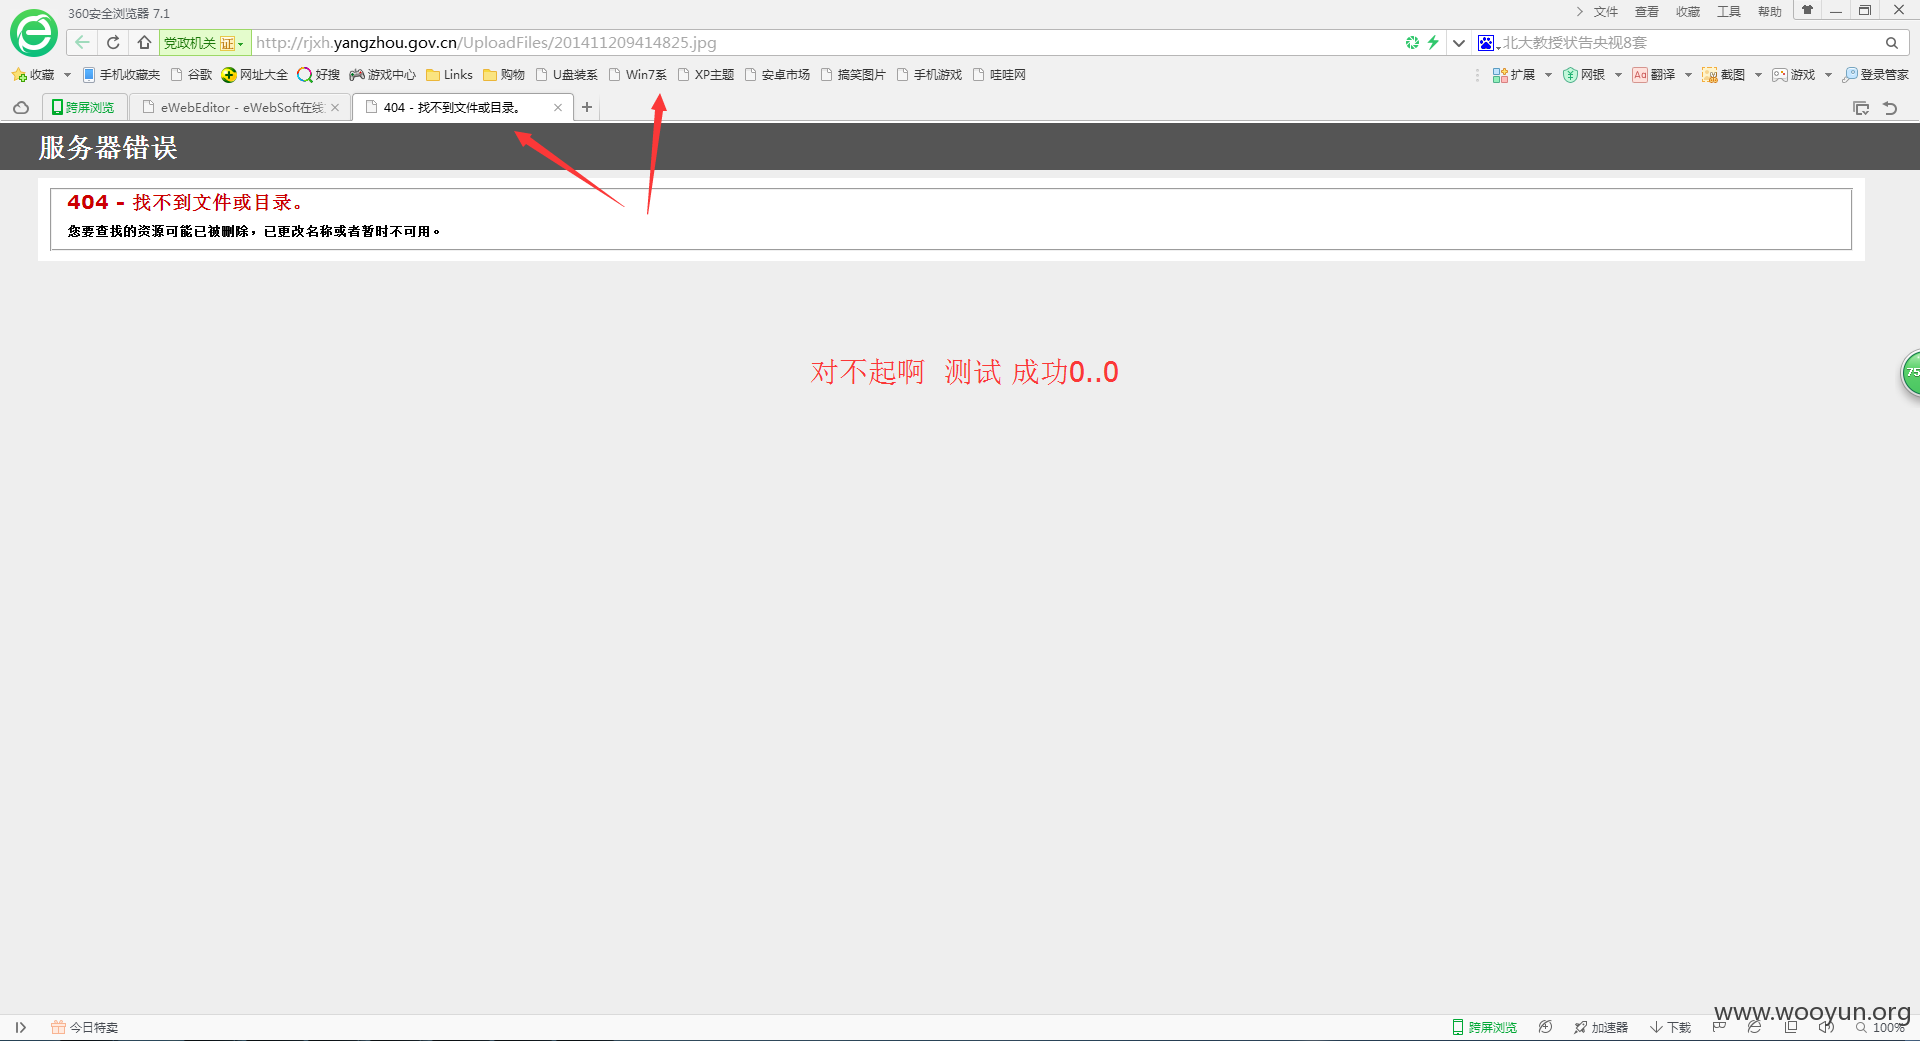 360安全浏览器 7.1
文件 查看 收藏 工具 帮助
党政机关 证 http://rjxh.yangzhou.gov.cn/UploadFiles/201411209414825.jpg
北大教授状告央视8套
收藏 手机收藏夹 谷歌 网址大全 好搜 游戏中心 Links 购物 U盘装系 Win7系 XP主题 安卓市场 搞笑图片 手机游戏 哇哇网
扩展 网银 翻译 截图 游戏 登录管家
跨屏浏览 eWebEditor - eWebSoft在线 404 - 找不到文件或目录。
服务器错误
404 - 找不到文件或目录。
您要查找的资源可能已被删除，已更改名称或者暂时不可用。
对不起啊 测试 成功0..0
75
www.wooyun.org
今日特卖
跨屏浏览 加速器 下载 100%